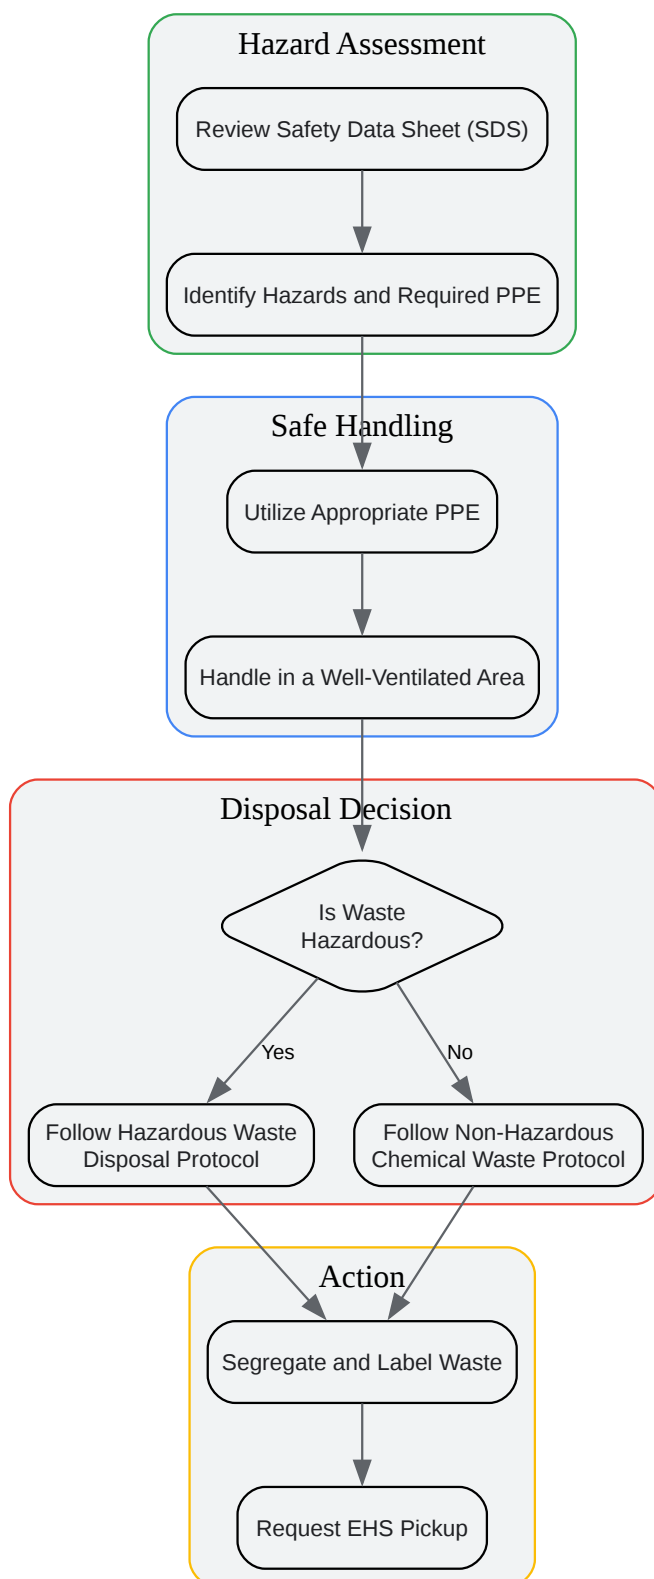 Hazard Assessment
Review Safety Data Sheet (SDS)
Identify Hazards and Required PPE
Safe Handling
Utilize Appropriate PPE
Handle in a Well-Ventilated Area
Disposal Decision
Is Waste
Hazardous?
Yes
No
Follow Hazardous Waste
Disposal Protocol
Follow Non-Hazardous
Chemical Waste Protocol
Action
Segregate and Label Waste
Request EHS Pickup